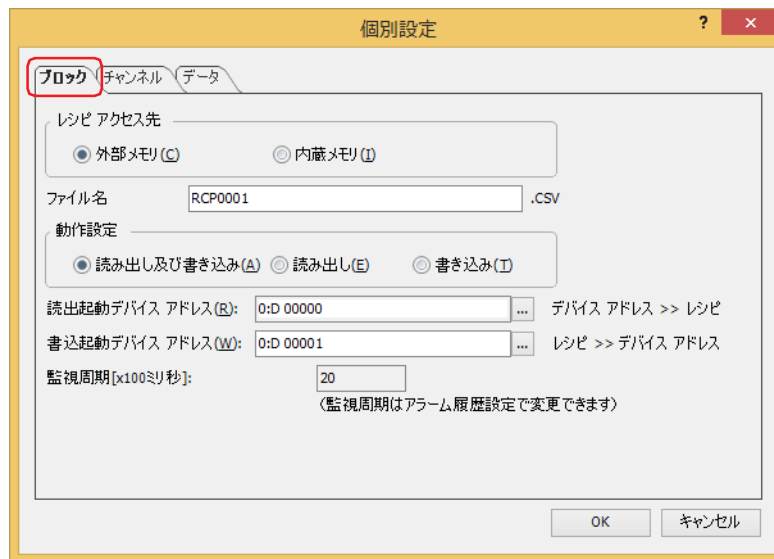 個別設定
? ×
ブロック チャンネル データ
レシピ アクセス先
外部メモリ(C) 内蔵メモリ(I)
ファイル名 RCP0001 .CSV
動作設定
読み出し及び書き込み(A) 読み出し(E) 書き込み(T)
読出起動デバイス アドレス(R): 0:D 00000 ... デバイス アドレス >> レシピ
書込起動デバイス アドレス(W): 0:D 00001 ... レシピ >> デバイス アドレス
監視周期[x100ミリ秒]: 20
(監視周期はアラーム履歴設定で変更できます)
OK キャンセル